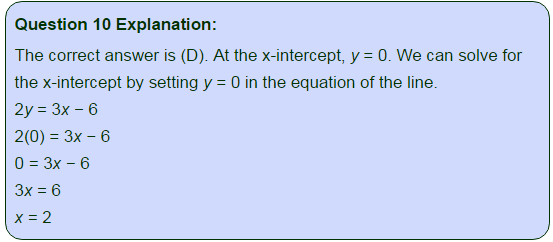 Question 10 Explanation:
The correct answer is (D). At the x-intercept, y = 0. We can solve for
the x-intercept by setting y = 0 in the equation of the line.
2y = 3x − 6
2(0) = 3x − 6
0 = 3x − 6
3x = 6
x = 2